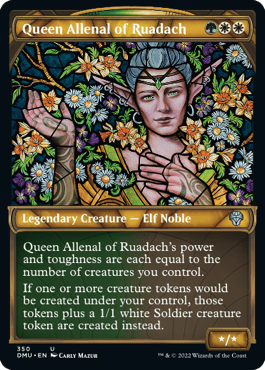 Queen Allenal of Ruadach
Legendary Creature — Elf Noble
Queen Allenal of Ruadach's power
and toughness are each equal to the
number of creatures you control.
If one or more creature tokens would
be created under your control, those
tokens plus a 1/1 white Soldier creature
token are created instead.
*/*
350 U
DMU • EN CARLY MAZUR
™ & © 2022 Wizards of the Coast